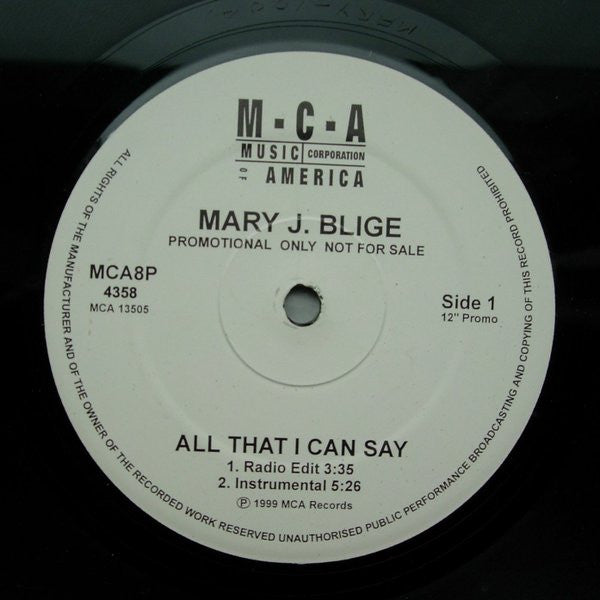 M·C·A
MUSIC CORPORATION
OF AMERICA
MARY J. BLIGE
PROMOTIONAL ONLY NOT FOR SALE
MCA8P
4358
MCA 13505
Side 1
12" Promo
ALL THAT I CAN SAY
1. Radio Edit 3:35
2. Instrumental 5:26
Ⓟ 1999 MCA Records
ALL RIGHTS OF THE MANUFACTURER AND OF THE OWNER OF THE RECORDED WORK RESERVED UNAUTHORISED PUBLIC PERFORMANCE BROADCASTING AND COPYING OF THIS RECORD PROHIBITED